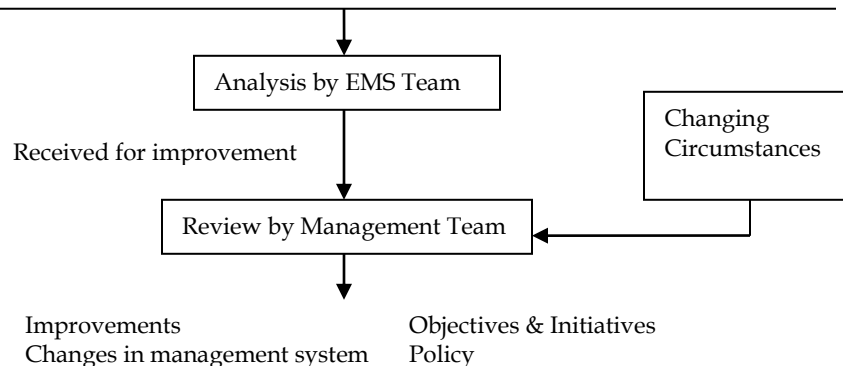 Analysis by EMS Team
Changing
Circumstances
Received for improvement
Review by Management Team
Improvements
Changes in management system
Objectives & Initiatives
Policy